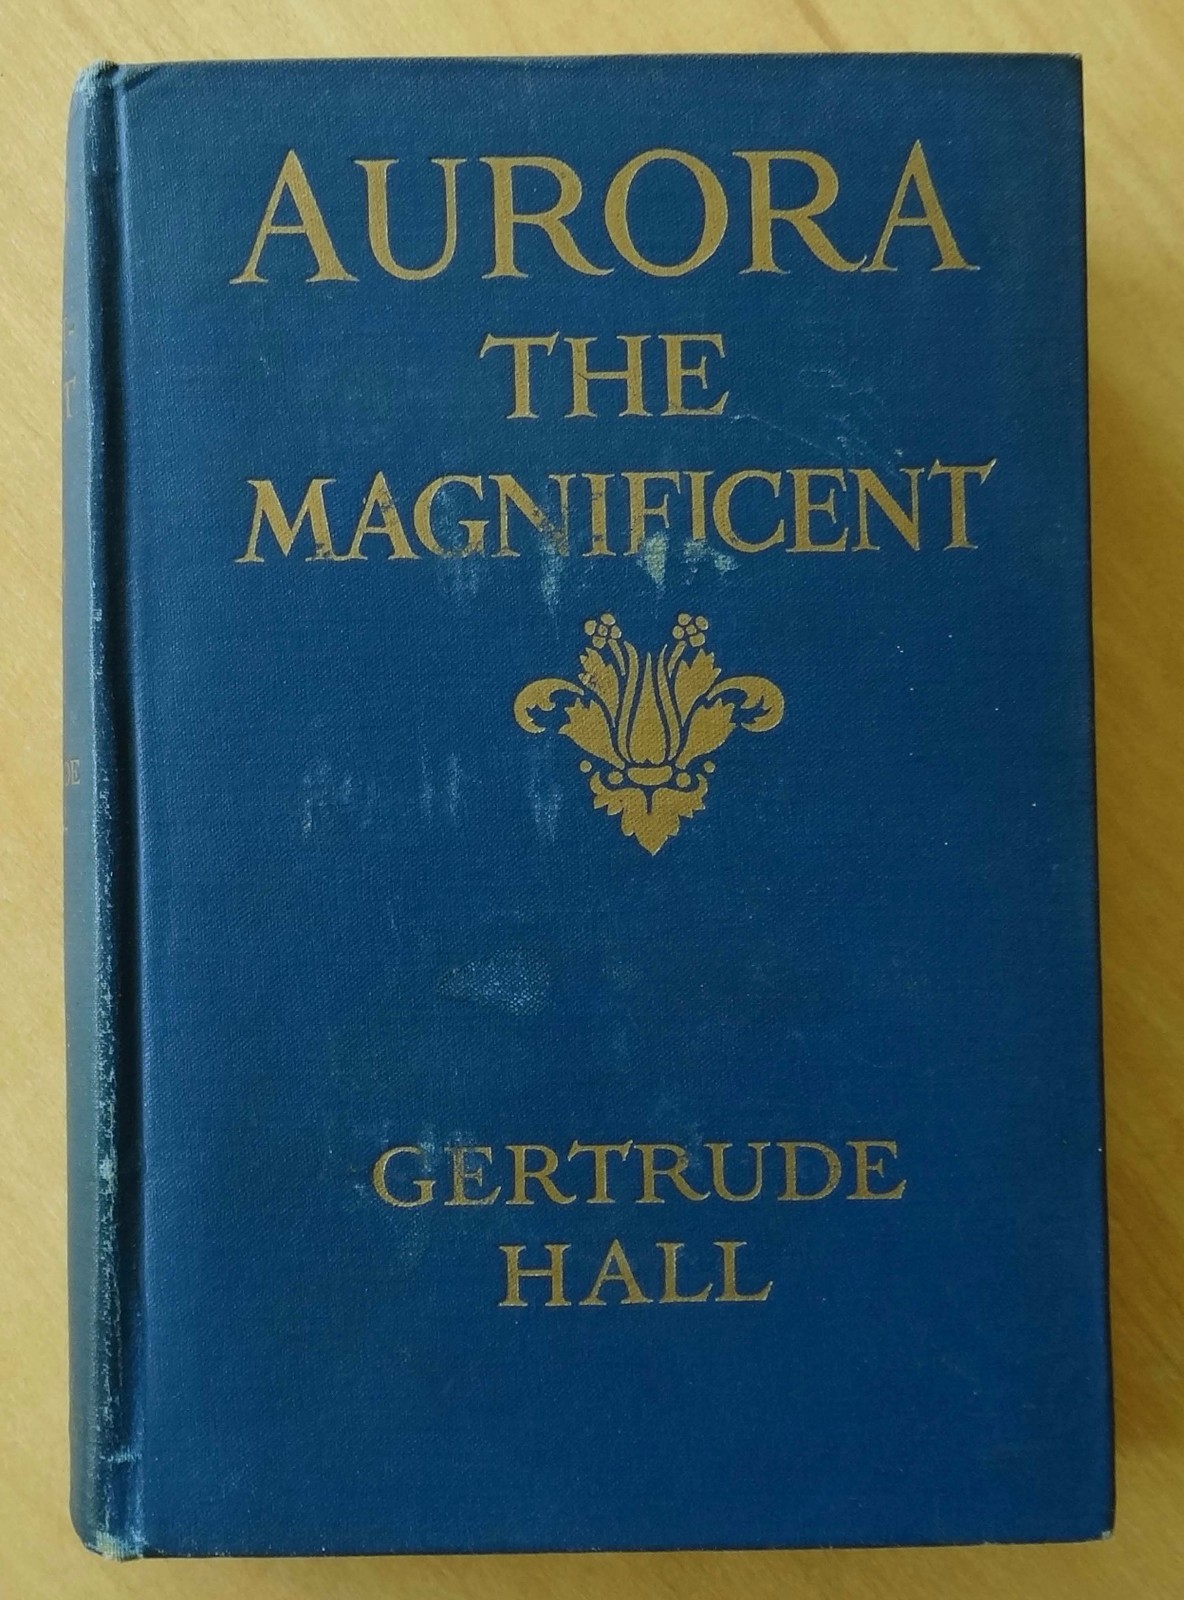 AURORA
THE
MAGNIFICENT
GERTRUDE
HALL